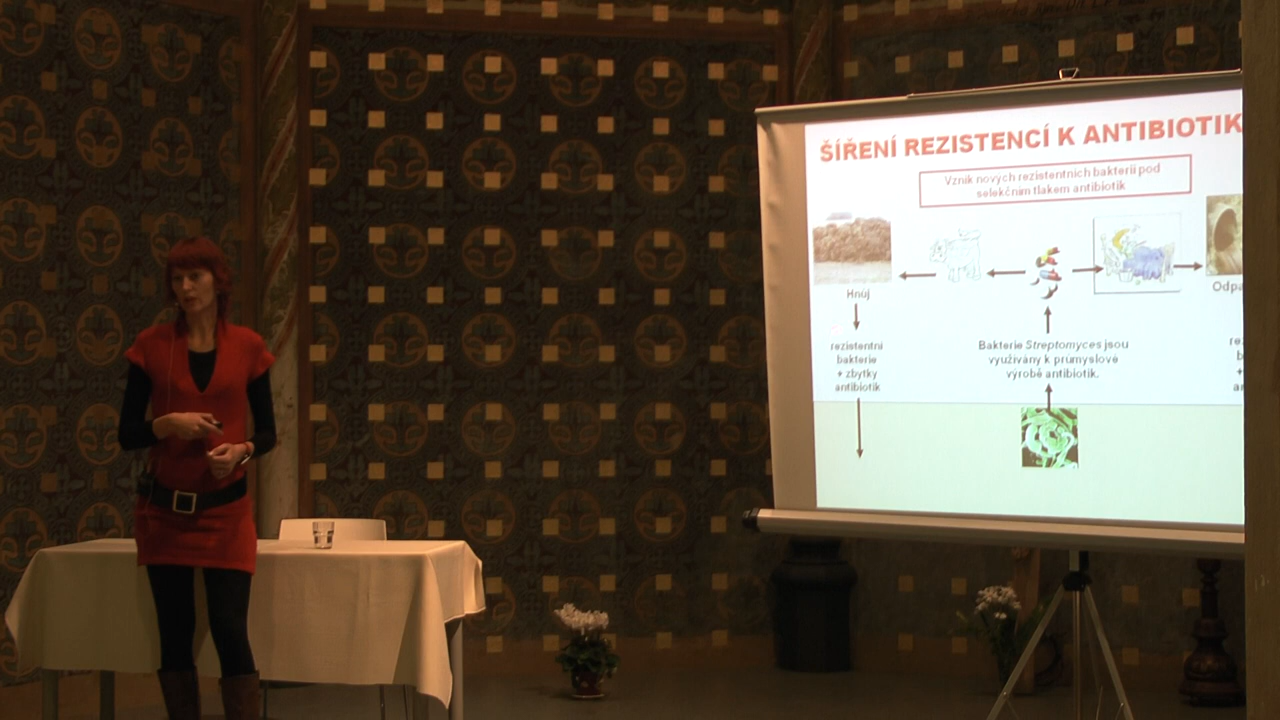 ŠÍŘENÍ REZISTENCÍ K ANTIBIOTIK
Vznik nových rezistentních bakterií pod
selekčním tlakem antibiotik
Hnůj
Odpa
rezistentní
bakterie
+ zbytky
antibiotik
Bakterie Streptomyces jsou
využívány k průmyslové
výrobě antibiotik.